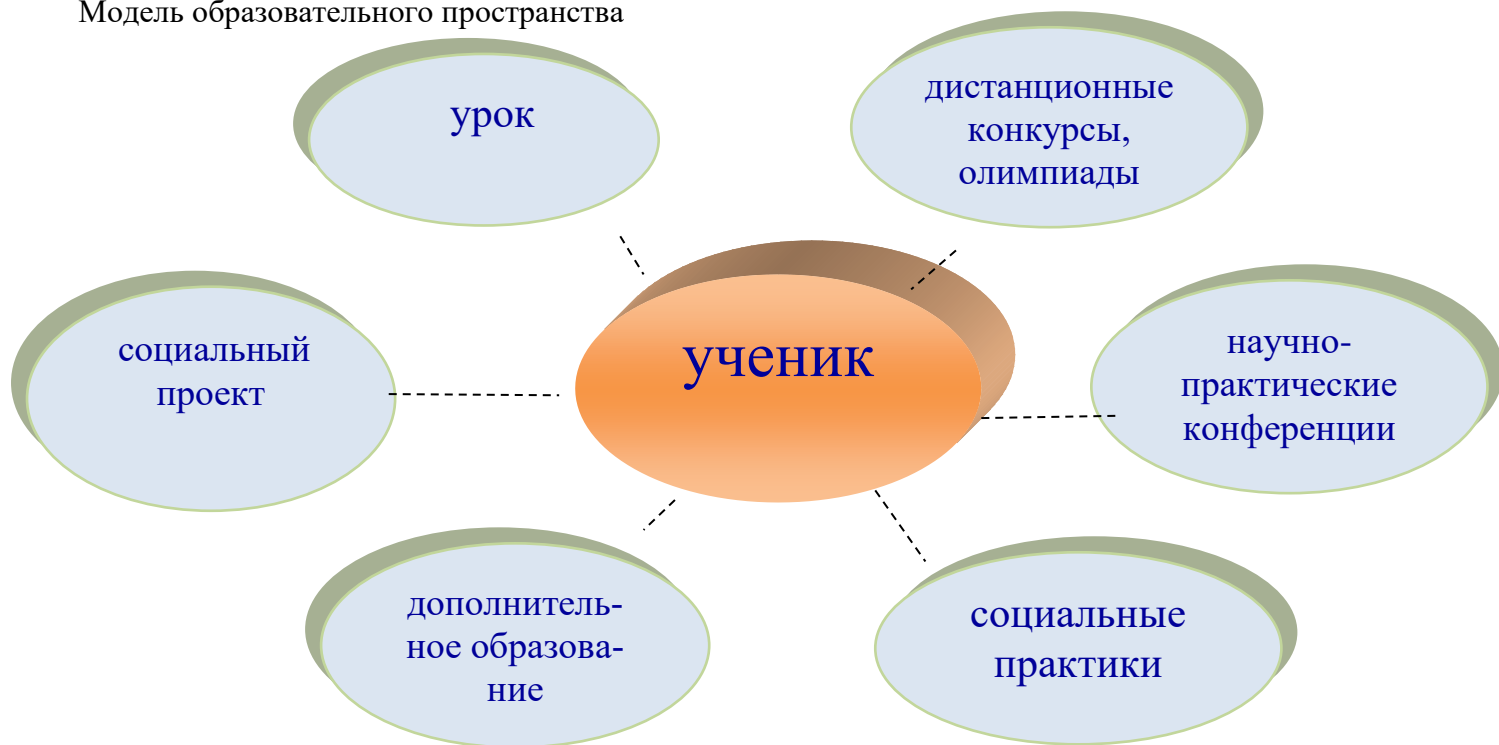 Модель образовательного пространства
урок
дистанционные
конкурсы,
олимпиады
социальный
проект
ученик
научно-
практические
конференции
дополнитель-
ное образова-
ние
социальные
практики